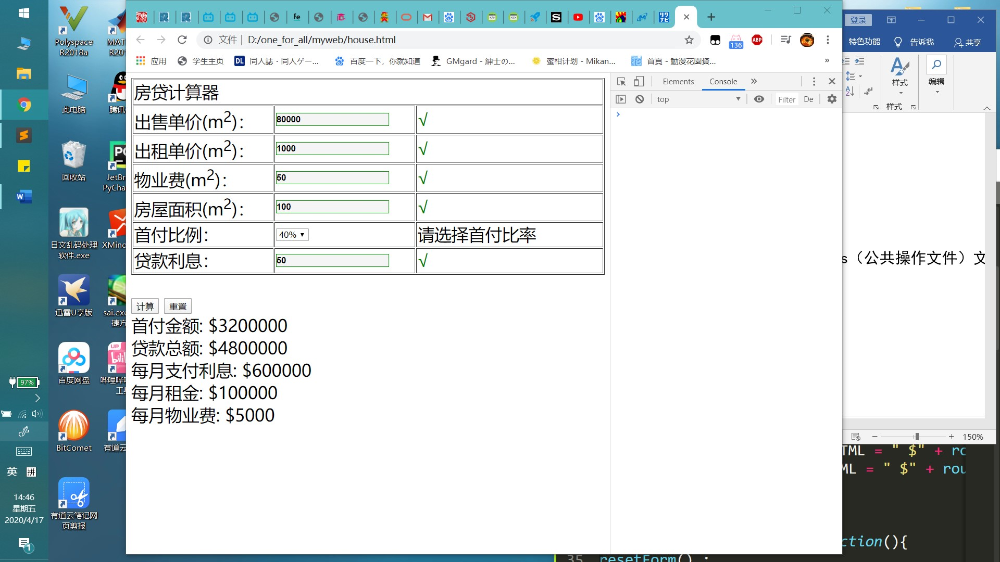 Polyspace
R2018a
MAT
R20
此电脑
腾讯
回收站
JetBr
PyCha
日文乱码处理
软件.exe
XMind
迅雷U享版
sai.exe
捷方
百度网盘
哔哩哔哩
工具
BitComet
有道云
有道云笔记网
页剪报
97%
英 拼
14:46
星期五
2020/4/17
1
文件 | D:/one_for_all/myweb/house.html
136
ABP
应用
学生主页
DL 同人誌・同人ゲー...
百度一下，你就知道
GMgard - 紳士の...
蜜柑计划 - Mikan...
首頁 - 動漫花園資...
»
房贷计算器
出售单价(m2)： 80000 √
出租单价(m2)： 1000 √
物业费(m2)： 50 √
房屋面积(m2)： 100 √
首付比例： 40% 请选择首付比率
贷款利息： 50 √
计算 重置
首付金额: $3200000
贷款总额: $4800000
每月支付利息: $600000
每月租金: $100000
每月物业费: $5000
Elements Console »
top Filter De
›
登录
特色功能 告诉我 共享
样式 编辑
样式
s（公共操作文件）文
150%
TML = " $" + ro
ML = " $" + rou
ction(){
35 resetForm() ;